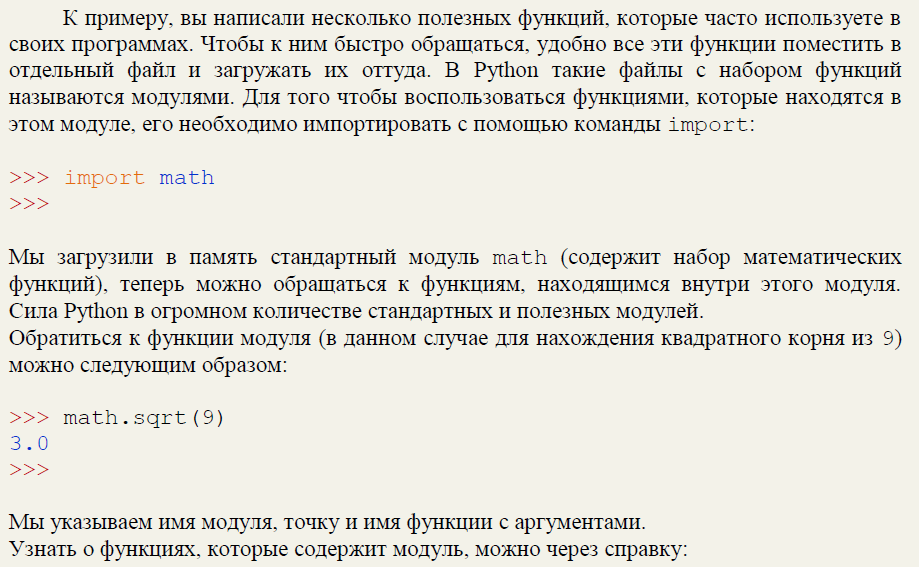 К примеру, вы написали несколько полезных функций, которые часто используете в
своих программах. Чтобы к ним быстро обращаться, удобно все эти функции поместить в
отдельный файл и загружать их оттуда. В Python такие файлы с набором функций
называются модулями. Для того чтобы воспользоваться функциями, которые находятся в
этом модуле, его необходимо импортировать с помощью команды import:
>>> import math
>>>
Мы загрузили в память стандартный модуль math (содержит набор математических
функций), теперь можно обращаться к функциям, находящимся внутри этого модуля.
Сила Python в огромном количестве стандартных и полезных модулей.
Обратиться к функции модуля (в данном случае для нахождения квадратного корня из 9)
можно следующим образом:
>>> math.sqrt(9)
3.0
>>>
Мы указываем имя модуля, точку и имя функции с аргументами.
Узнать о функциях, которые содержит модуль, можно через справку: